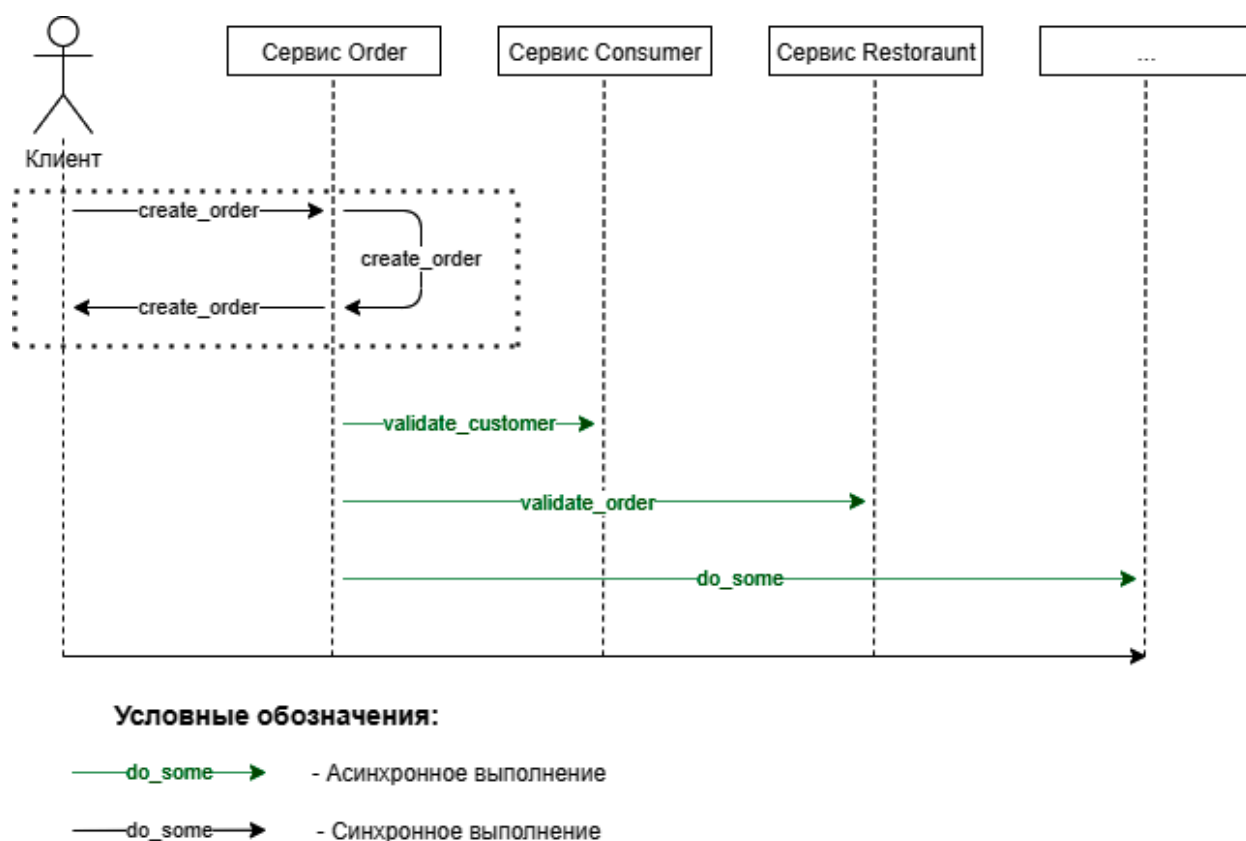 Сервис Order
Сервис Consumer
Сервис Restoraunt
...
Клиент
create_order
create_order
create_order
validate_customer
validate_order
do_some
Условные обозначения:
do_some - Асинхронное выполнение
do_some - Синхронное выполнение